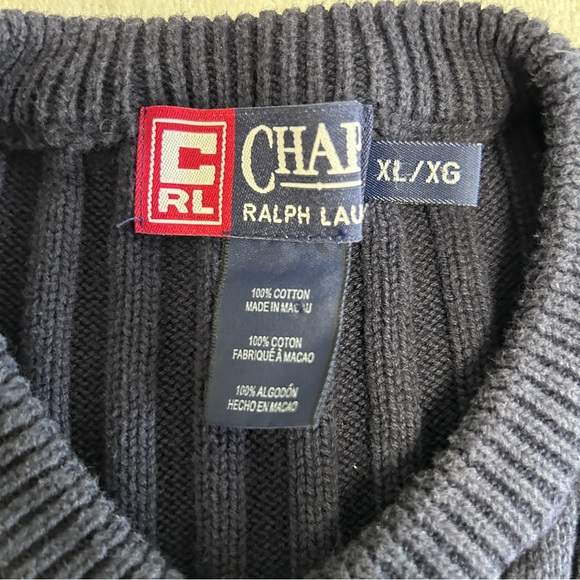 C
RL
CHAP
RALPH LAU
XL/XG
100% COTTON
MADE IN MACAU
100% COTON
FABRIQUÉ À MACAO
100% ALGODÓN
HECHO EN MACAO